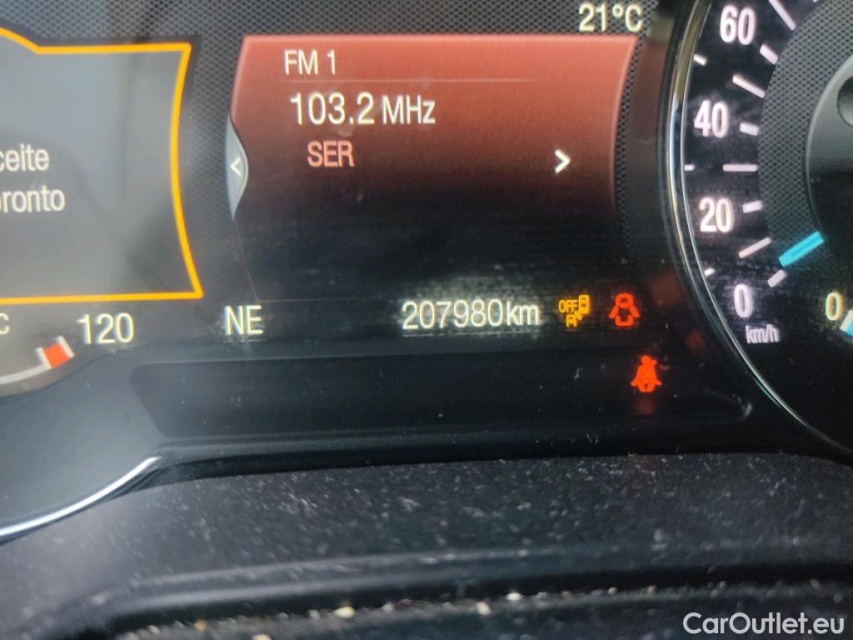 21°C
FM 1
103.2 MHz
SER
ceite
pronto
60
40
20
0
km/h
0
C
120
NE
207980km
OFF
CarOutlet.eu